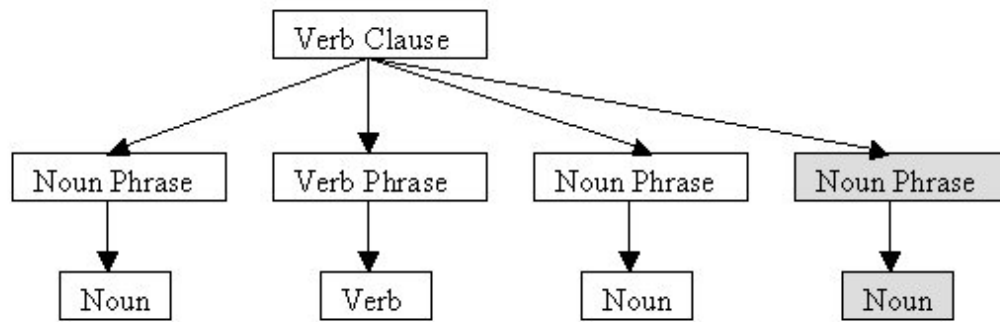 Verb Clause
Noun Phrase
Verb Phrase
Noun Phrase
Noun Phrase
Noun
Verb
Noun
Noun